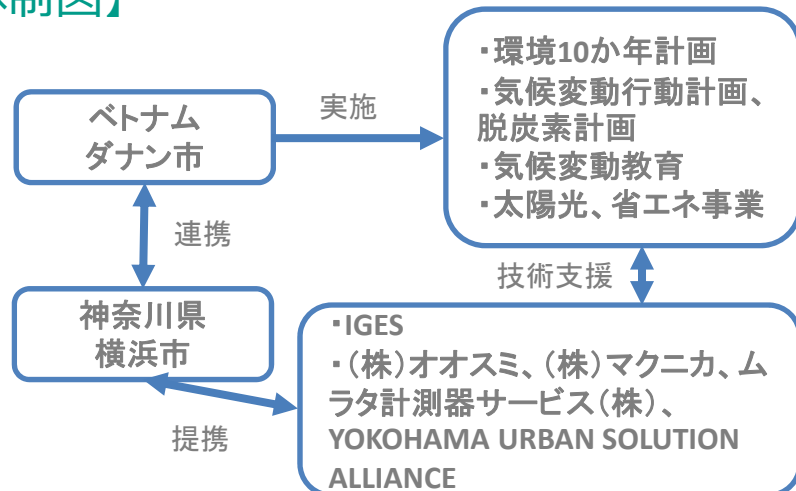 制図】
ベトナム
ダナン市
実施
・環境10か年計画
・気候変動行動計画、
脱炭素計画
・気候変動教育
・太陽光、省エネ事業
連携
技術支援
神奈川県
横浜市
提携
・IGES
・（株）オオスミ、（株）マクニカ、ム
ラタ計測器サービス（株）、
YOKOHAMA URBAN SOLUTION
ALLIANCE